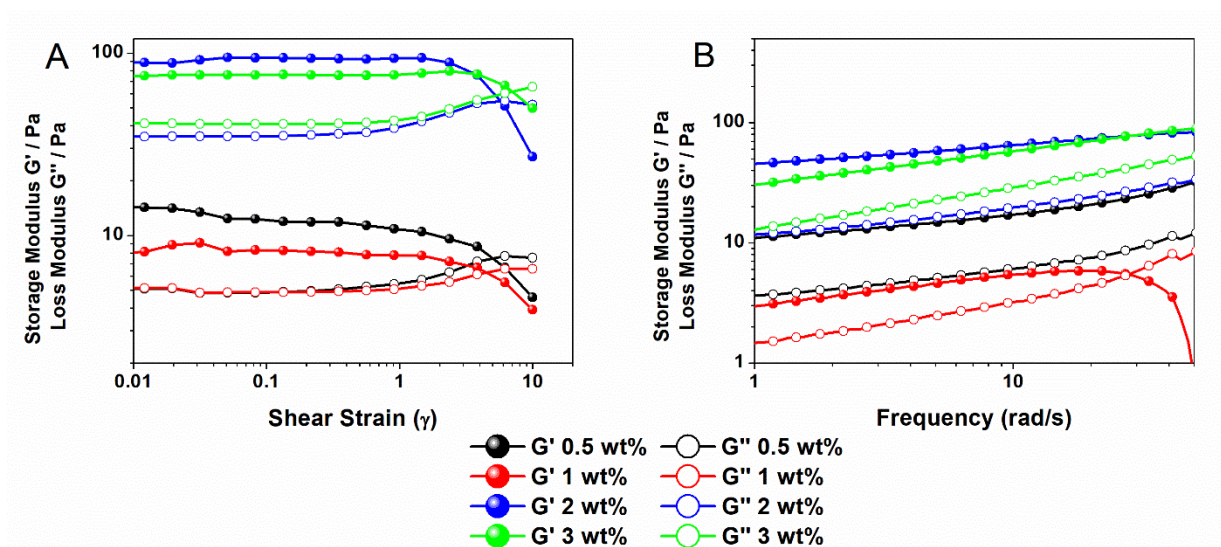 A
Storage Modulus G' / Pa
Loss Modulus G'' / Pa
100
10
0.01
0.1
1
10
Shear Strain (γ)
B
Storage Modulus G' / Pa
Loss Modulus G'' / Pa
100
10
1
1
10
Frequency (rad/s)
G' 0.5 wt% G'' 0.5 wt%
G' 1 wt% G'' 1 wt%
G' 2 wt% G'' 2 wt%
G' 3 wt% G'' 3 wt%